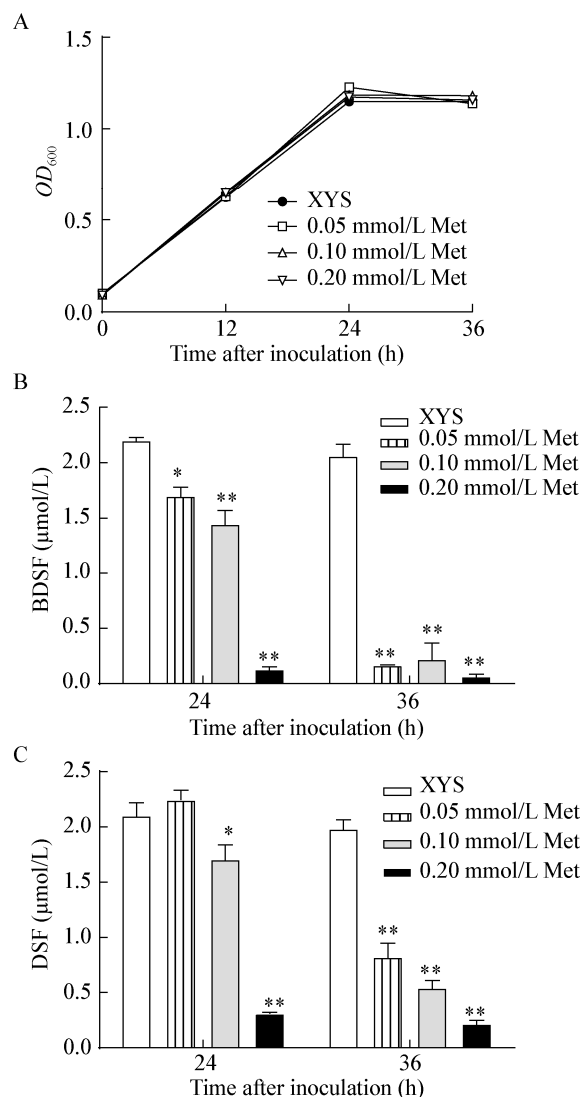 A
1.5
1.0
0.5
0.0
OD600
XYS
0.05 mmol/L Met
0.10 mmol/L Met
0.20 mmol/L Met
0 12 24 36
Time after inoculation (h)
B
2.5
2.0
1.5
1.0
0.5
0.0
BDSF (μmol/L)
XYS
0.05 mmol/L Met
0.10 mmol/L Met
0.20 mmol/L Met
* ** ** ** ** **
24 36
Time after inoculation (h)
C
2.5
2.0
1.5
1.0
0.5
0.0
DSF (μmol/L)
XYS
0.05 mmol/L Met
0.10 mmol/L Met
0.20 mmol/L Met
* ** ** ** **
24 36
Time after inoculation (h)